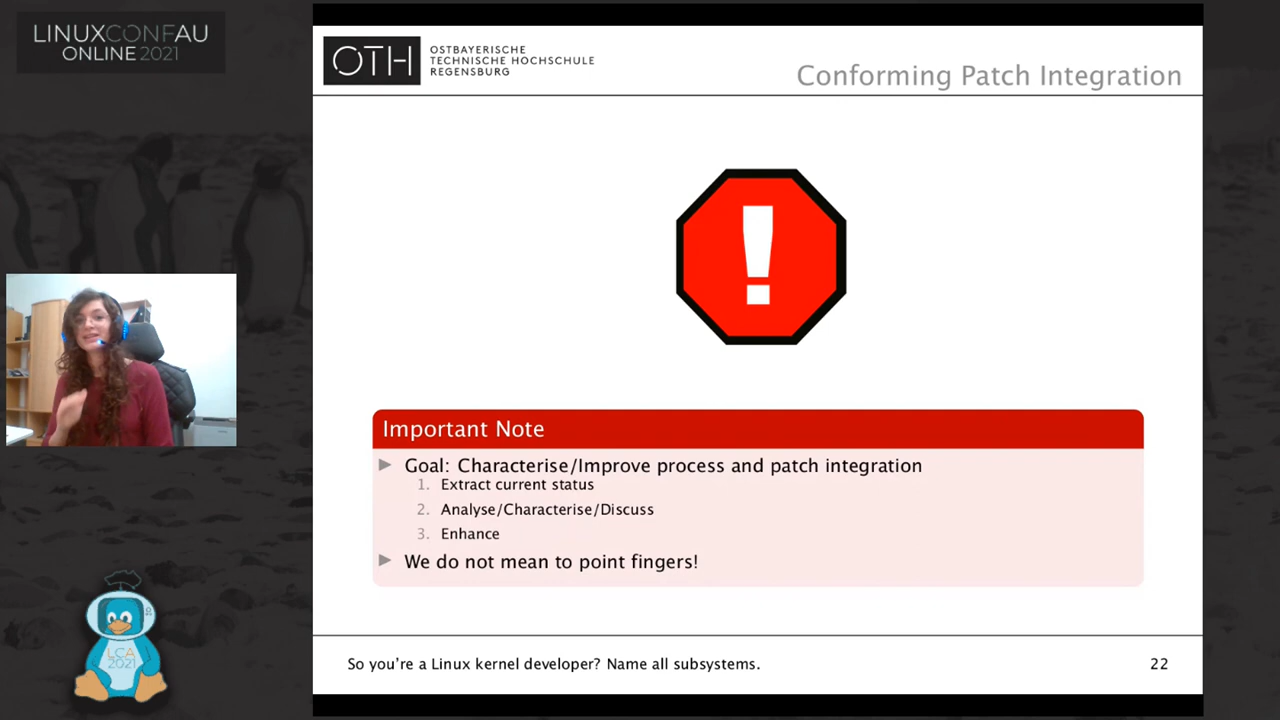 LINUXCONFAU
ONLINE 2021
OTH
OSTBAYERISCHE
TECHNISCHE HOCHSCHULE
REGENSBURG
Conforming Patch Integration
!
Important Note
Goal: Characterise/Improve process and patch integration
1. Extract current status
2. Analyse/Characterise/Discuss
3. Enhance
We do not mean to point fingers!
LCA
2021
So you're a Linux kernel developer? Name all subsystems.
22